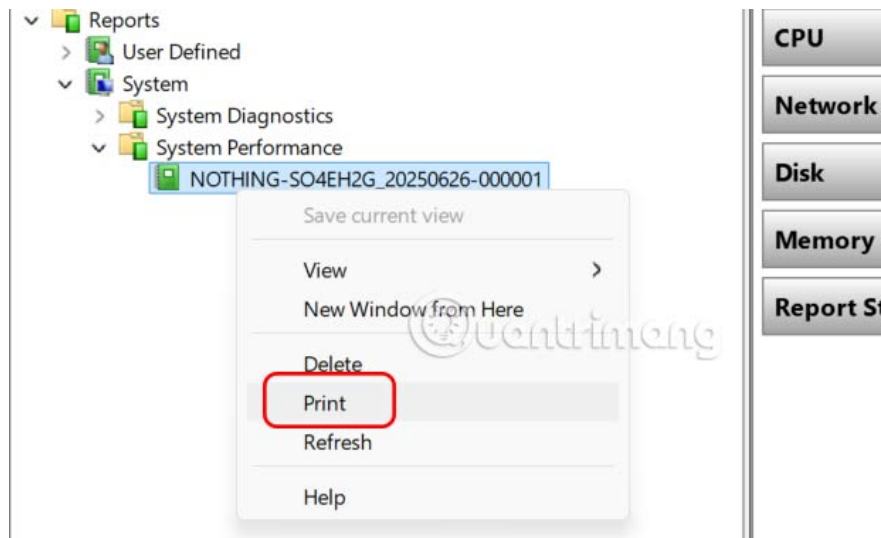 Reports
User Defined
System
System Diagnostics
System Performance
NOTHING-SO4EH2G_20250626-000001
Save current view
View
New Window from Here
Delete
Print
Refresh
Help
Quantrimang
CPU
Network
Disk
Memory
Report St